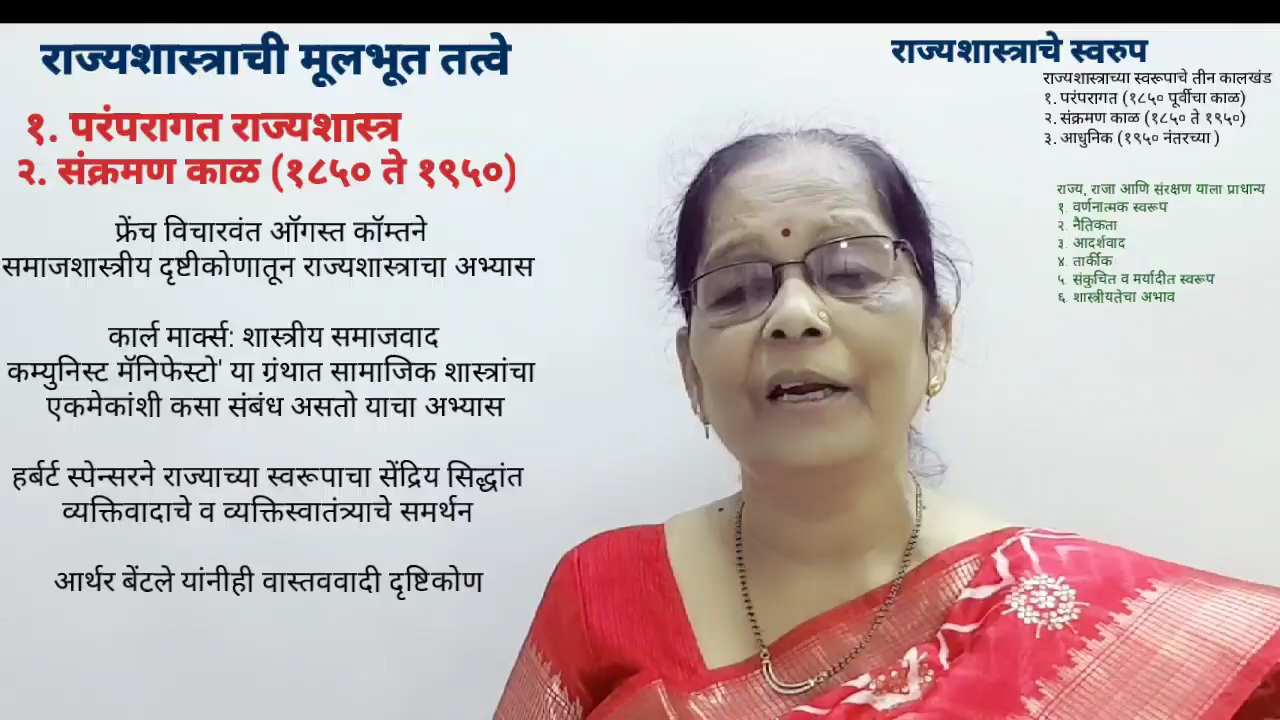 राज्यशास्त्राची मूलभूत तत्वे
१. परंपरागत राज्यशास्त्र
२. संक्रमण काळ (१८५० ते १९५०)
फ्रेंच विचारवंत ऑगस्त कॉम्तने
समाजशास्त्रीय दृष्टीकोणातून राज्यशास्त्राचा अभ्यास
कार्ल मार्क्स: शास्त्रीय समाजवाद
कम्युनिस्ट मॅनिफेस्टो' या ग्रंथात सामाजिक शास्त्रांचा
एकमेकांशी कसा संबंध असतो याचा अभ्यास
हर्बर्ट स्पेन्सरने राज्याच्या स्वरूपाचा सेंद्रिय सिद्धांत
व्यक्तिवादाचे व व्यक्तिस्वातंत्र्याचे समर्थन
आर्थर बेंटले यांनीही वास्तववादी दृष्टिकोण
राज्यशास्त्राचे स्वरुप
राज्यशास्त्राच्या स्वरूपाचे तीन कालखंड
१. परंपरागत (१८५० पूर्वीचा काळ)
२. संक्रमण काळ (१८५० ते १९५०)
३. आधुनिक (१९५० नंतरच्या )
राज्य, राजा आणि संरक्षण याला प्राधान्य
१. वर्णनात्मक स्वरूप
२. नैतिकता
३. आदर्शवाद
४. तार्कीक
५. संकुचित व मर्यादीत स्वरूप
६. शास्त्रीयतेचा अभाव